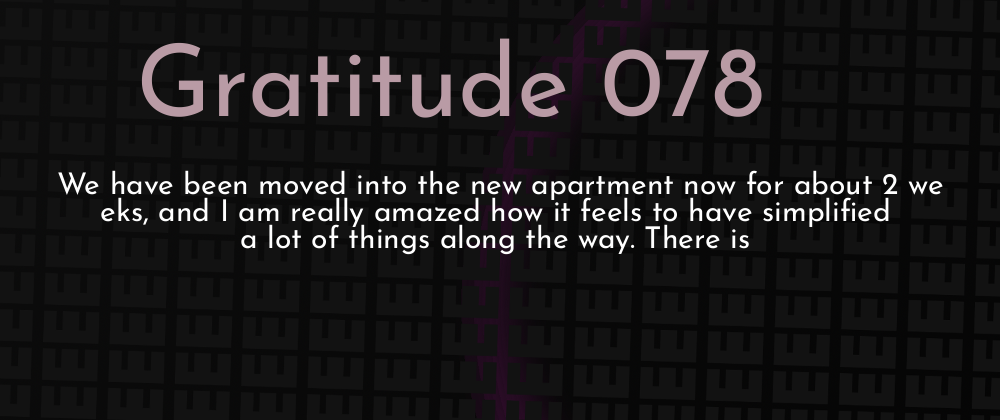 Gratitude 078
We have been moved into the new apartment now for about 2 we
eks, and I am really amazed how it feels to have simplified
a lot of things along the way. There is